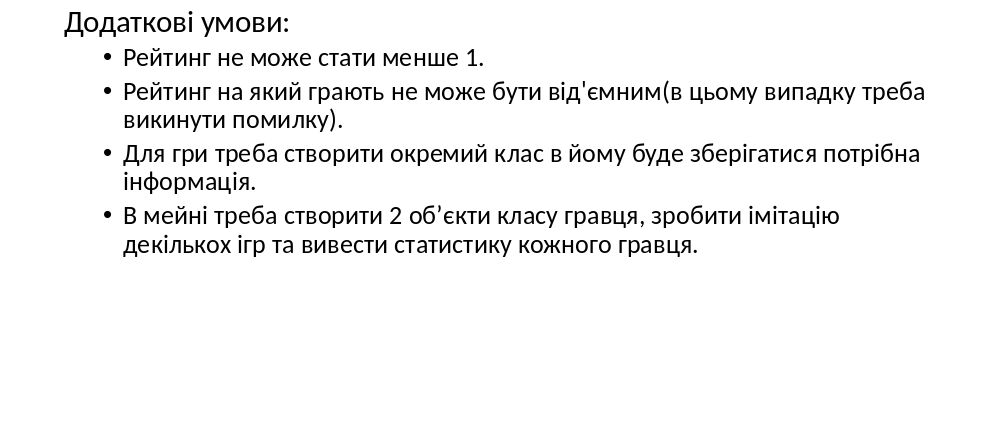 Додаткові умови:
• Рейтинг не може стати менше 1.
• Рейтинг на який грають не може бути від'ємним(в цьому випадку треба
викинути помилку).
• Для гри треба створити окремий клас в йому буде зберігатися потрібна
інформація.
• В мейні треба створити 2 об’єкти класу гравця, зробити імітацію
декількох ігр та вивести статистику кожного гравця.